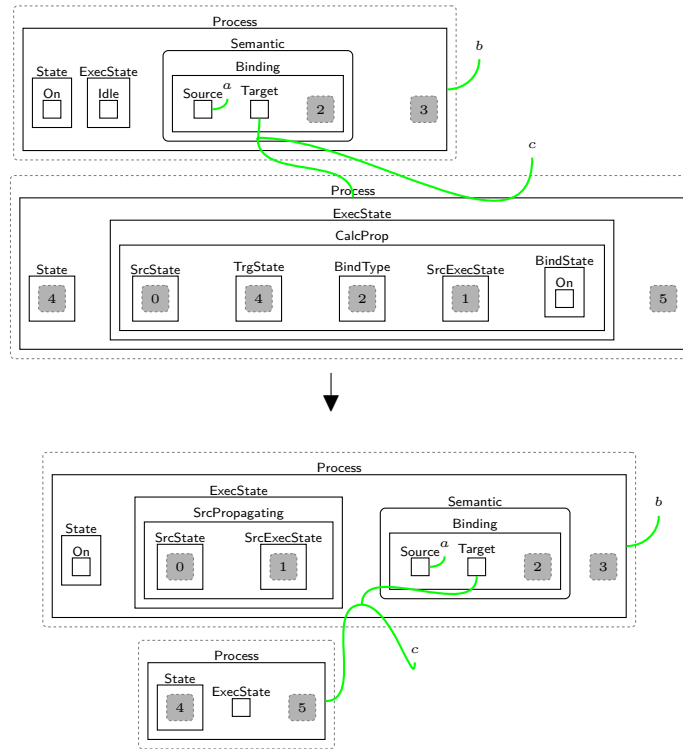 Process
b
Semantic
State ExecState Binding
On Idle Source a Target 2 3
c
Process
ExecState
CalcProp
State SrcState TrgState BindType SrcExecState BindState
On
4 0 4 2 1 5
Process
ExecState Semantic b
SrcPropagating Binding
State SrcState SrcExecState Source a Target
On 0 1 2 3
Process c
State ExecState
4 5